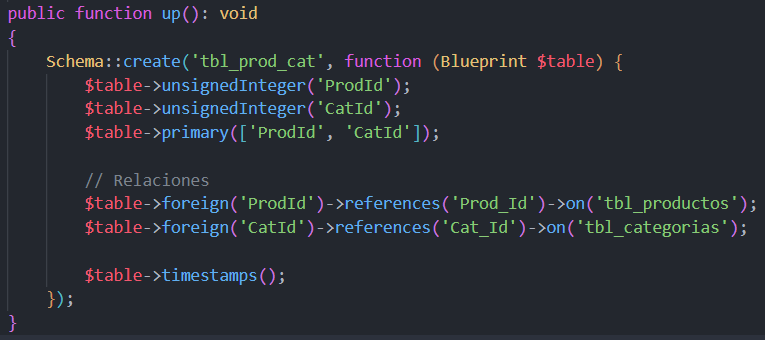 public function up(): void
{
    Schema::create('tbl_prod_cat', function (Blueprint $table) {
        $table->unsignedInteger('ProdId');
        $table->unsignedInteger('CatId');
        $table->primary(['ProdId', 'CatId']);

        // Relaciones
        $table->foreign('ProdId')->references('Prod_Id')->on('tbl_productos');
        $table->foreign('CatId')->references('Cat_Id')->on('tbl_categorias');

        $table->timestamps();
    });
}